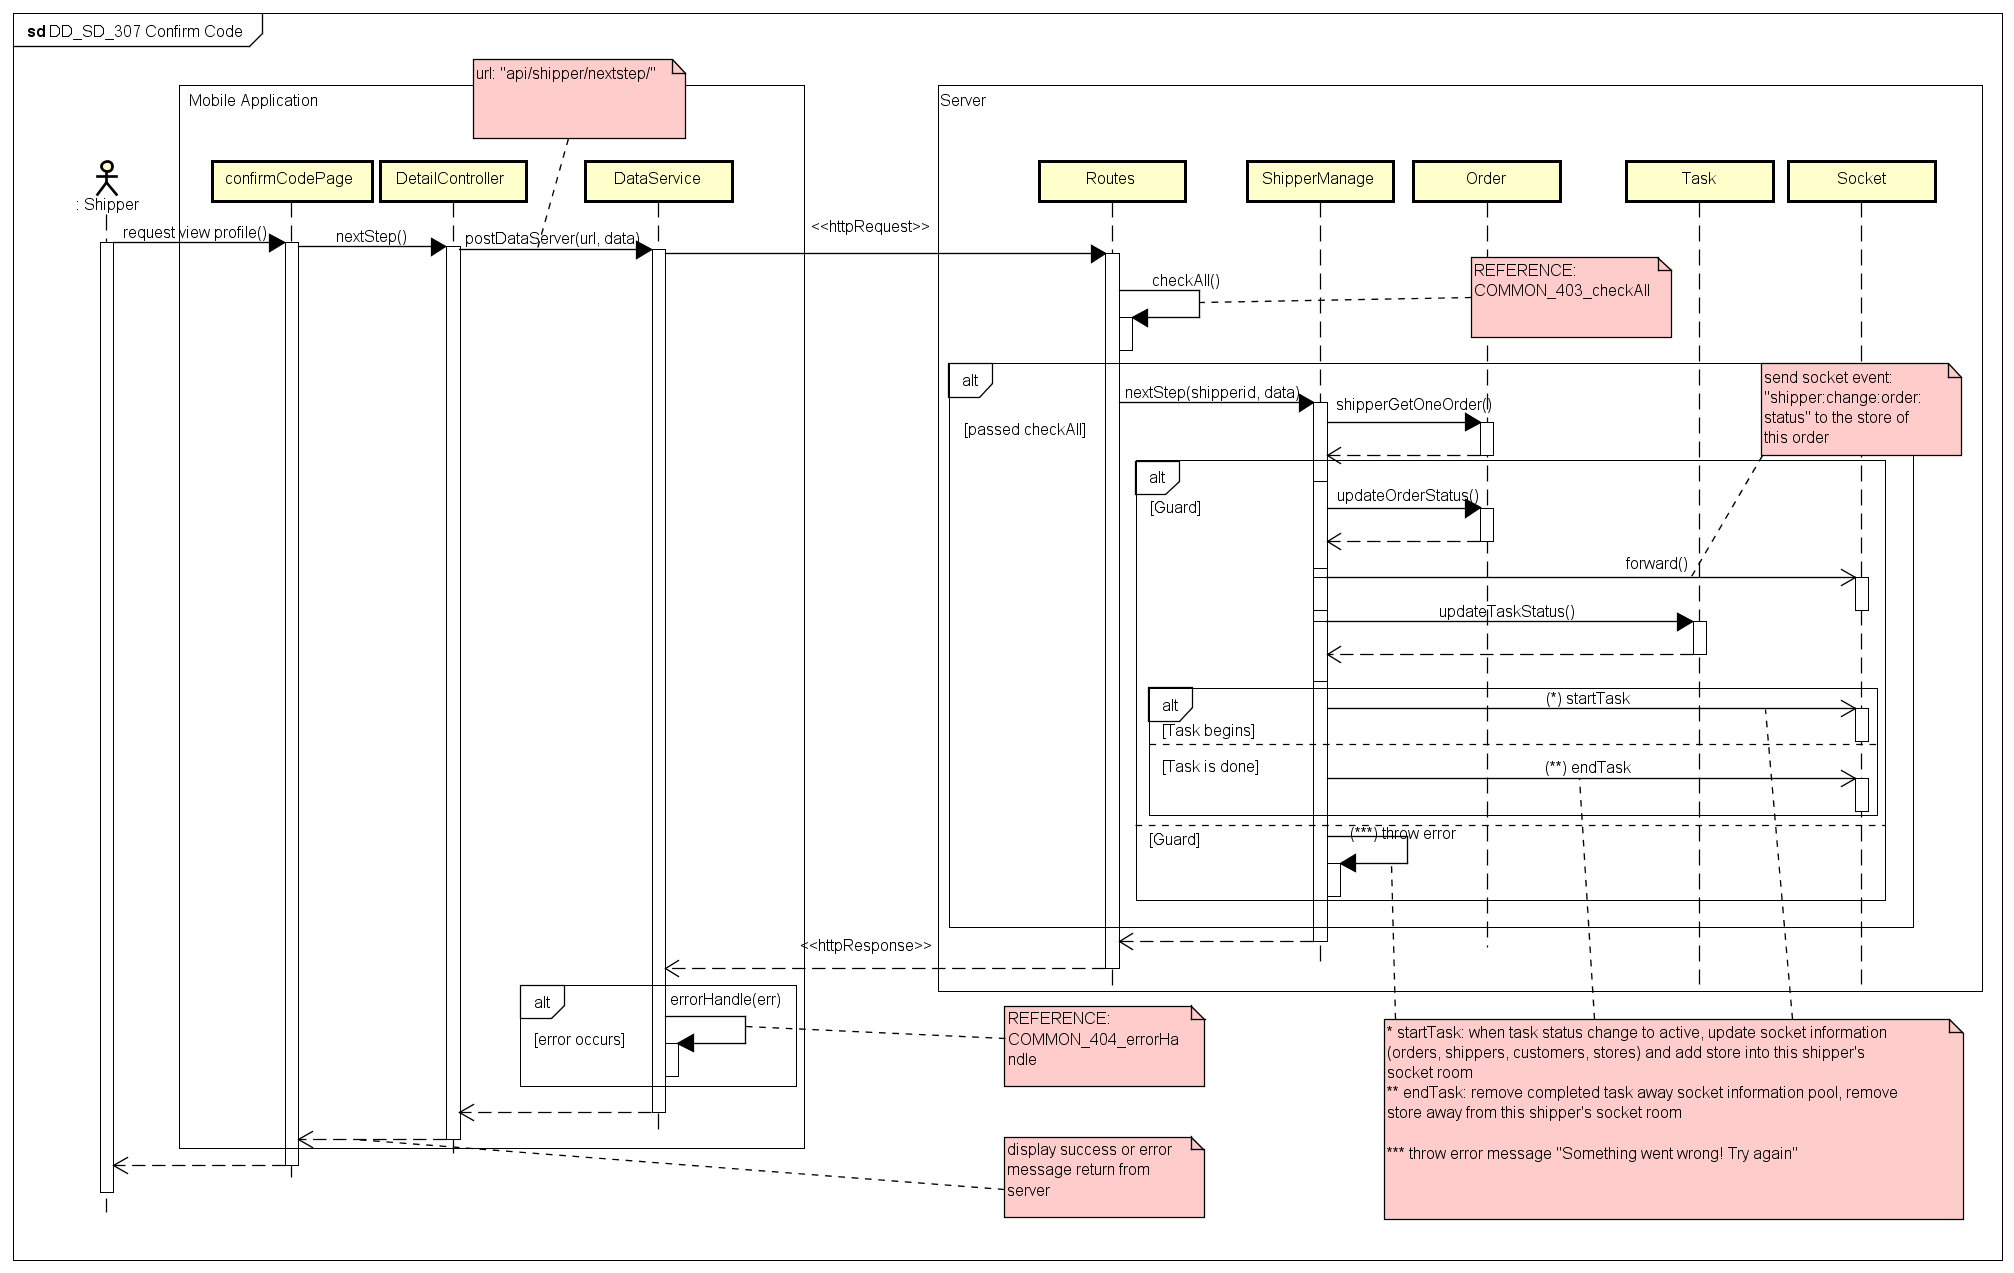 sd DD_SD_307 Confirm Code
url: "api/shipper/nextstep/"
Mobile Application
Server
confirmCodePage
DetailController
DataService
Routes
ShipperManage
Order
Task
Socket
: Shipper
request view profile()
nextStep()
postDataServer(url, data)
<<httpRequest>>
checkAll()
REFERENCE:
COMMON_403_checkAll
alt
[passed checkAll]
nextStep(shipperid, data)
shipperGetOneOrder()
send socket event:
"shipper:change:order:
status" to the store of
this order
alt
[Guard]
updateOrderStatus()
forward()
updateTaskStatus()
alt
[Task begins]
(*) startTask
[Task is done]
(**) endTask
[Guard]
(***) throw error
<<httpResponse>>
alt
[error occurs]
errorHandle(err)
REFERENCE:
COMMON_404_errorHa
ndle
* startTask: when task status change to active, update socket information
(orders, shippers, customers, stores) and add store into this shipper's
socket room
** endTask: remove completed task away socket information pool, remove
store away from this shipper's socket room
*** throw error message "Something went wrong! Try again"
display success or error
message return from
server